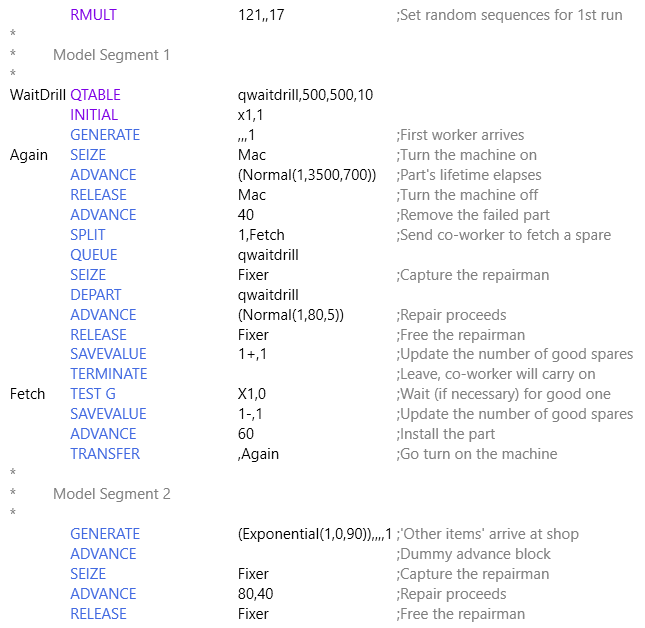 RMULT 121,,17 ;Set random sequences for 1st run
*
* Model Segment 1
*
WaitDrill QTABLE qwaitdrill,500,500,10
INITIAL x1,1
GENERATE ,,,1 ;First worker arrives
Again SEIZE Mac ;Turn the machine on
ADVANCE (Normal(1,3500,700)) ;Part's lifetime elapses
RELEASE Mac ;Turn the machine off
ADVANCE 40 ;Remove the failed part
SPLIT 1,Fetch ;Send co-worker to fetch a spare
QUEUE qwaitdrill
SEIZE Fixer ;Capture the repairman
DEPART qwaitdrill
ADVANCE (Normal(1,80,5)) ;Repair proceeds
RELEASE Fixer ;Free the repairman
SAVEVALUE 1+,1 ;Update the number of good spares
TERMINATE ;Leave, co-worker will carry on
Fetch TEST G X1,0 ;Wait (if necessary) for good one
SAVEVALUE 1-,1 ;Update the number of good spares
ADVANCE 60 ;Install the part
TRANSFER ,Again ;Go turn on the machine
*
* Model Segment 2
*
GENERATE (Exponential(1,0,90)),,,,1 ;'Other items' arrive at shop
ADVANCE ;Dummy advance block
SEIZE Fixer ;Capture the repairman
ADVANCE 80,40 ;Repair proceeds
RELEASE Fixer ;Free the repairman